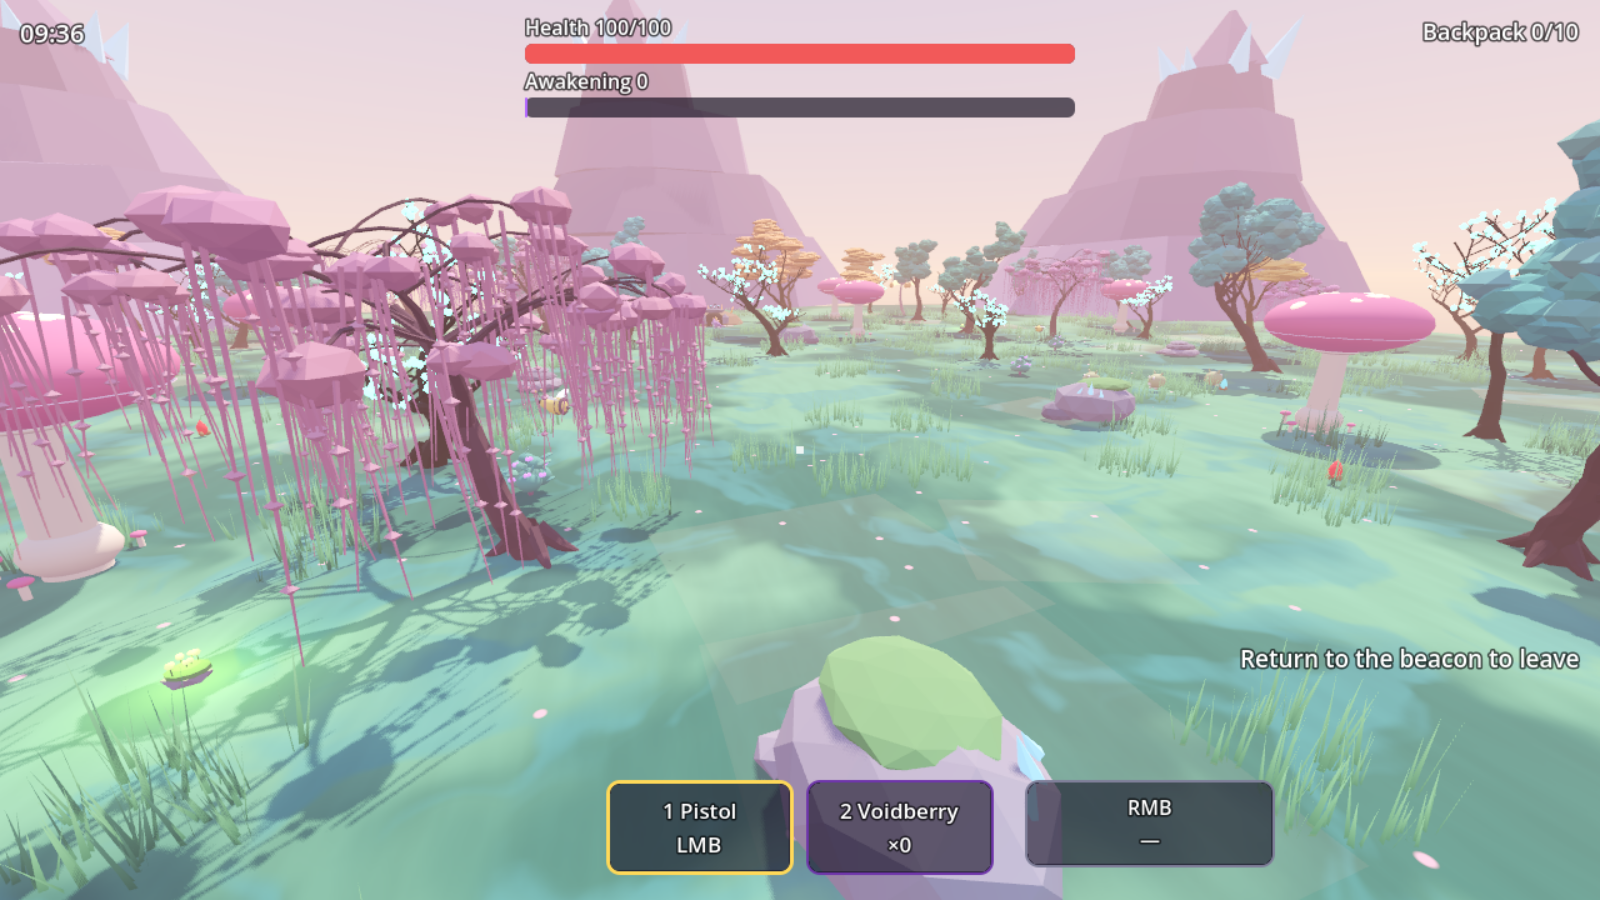 09:36
Health 100/100
Awakening 0
Backpack 0/10
Return to the beacon to leave
1 Pistol
LMB
2 Voidberry
×0
RMB
—